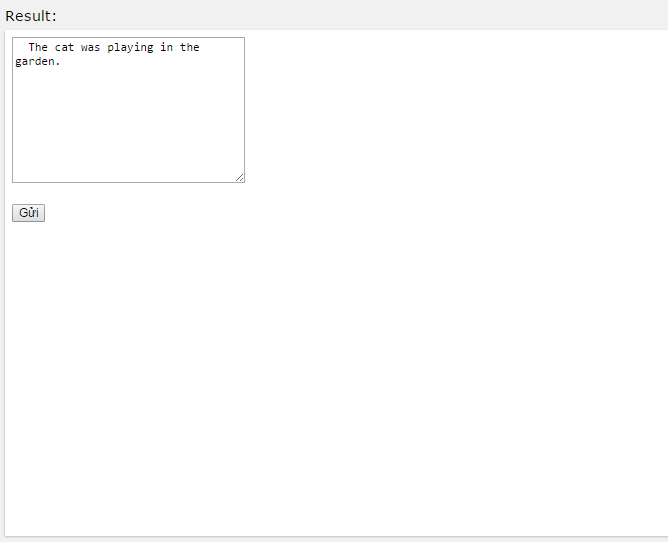 Result:
The cat was playing in the
garden.
Gửi